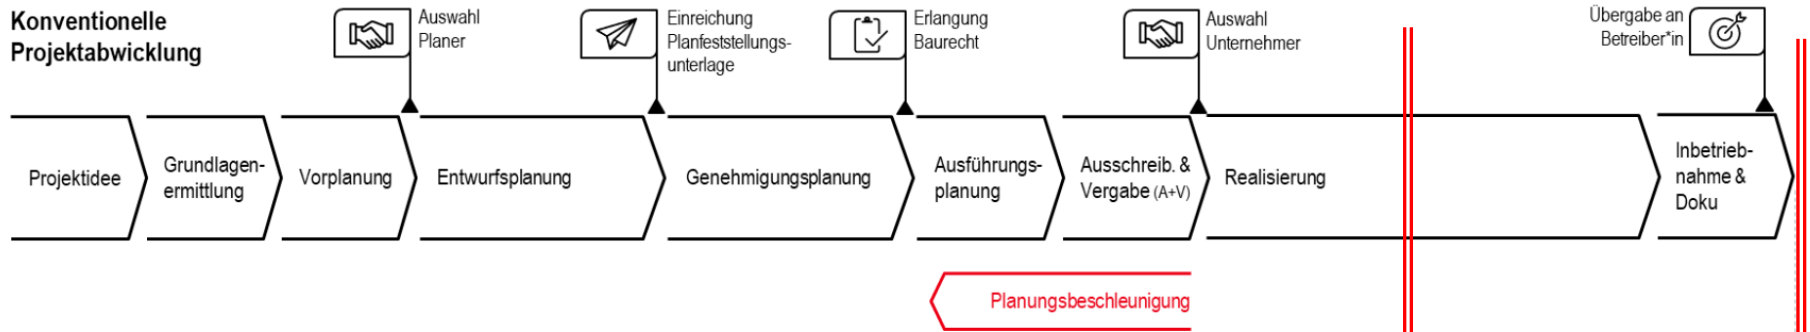 Konventionelle
Projektabwicklung
Auswahl
Planer
Einreichung
Planfeststellungs-
unterlage
Erlangung
Baurecht
Auswahl
Unternehmer
Übergabe an
Betreiber*in
Projektidee
Grundlagen-
ermittlung
Vorplanung
Entwurfsplanung
Genehmigungsplanung
Ausführungs-
planung
Ausschreib. &
Vergabe (A+V)
Realisierung
Inbetrieb-
nahme &
Doku
Planungsbeschleunigung